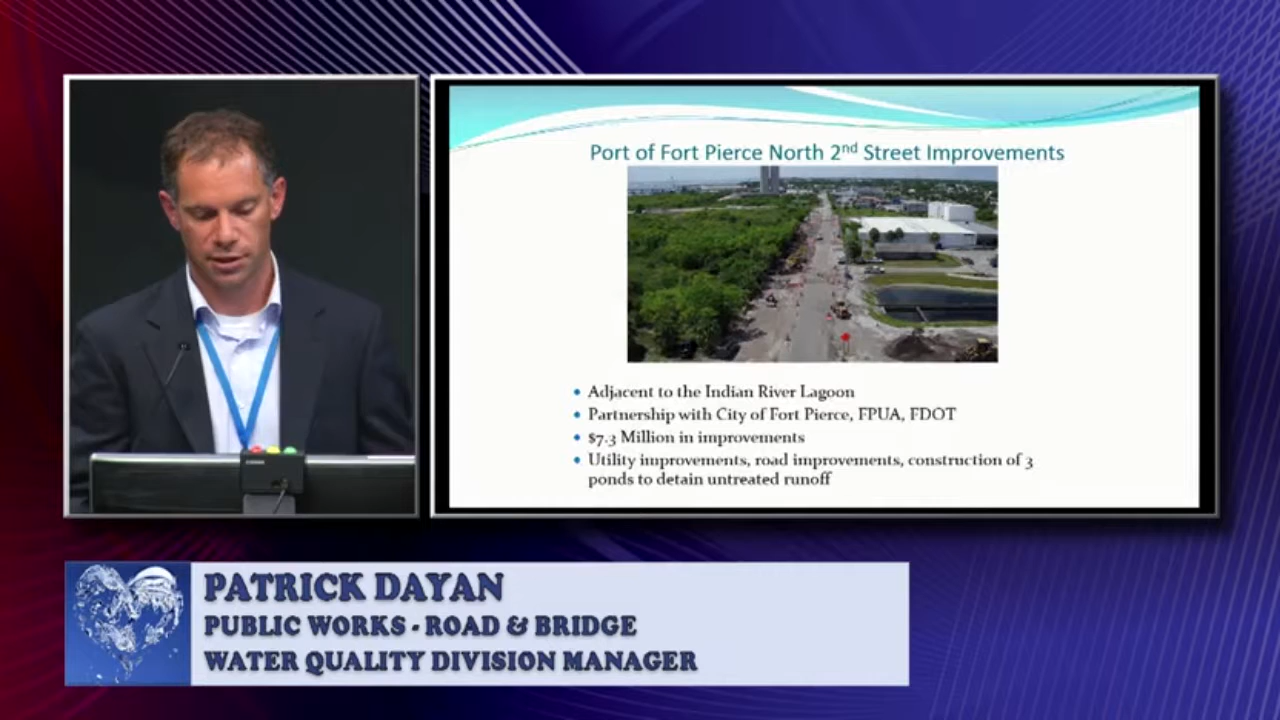 Port of Fort Pierce North 2nd Street Improvements
• Adjacent to the Indian River Lagoon
• Partnership with City of Fort Pierce, FPUA, FDOT
• $7.3 Million in improvements
• Utility improvements, road improvements, construction of 3
ponds to detain untreated runoff
PATRICK DAYAN
PUBLIC WORKS - ROAD & BRIDGE
WATER QUALITY DIVISION MANAGER